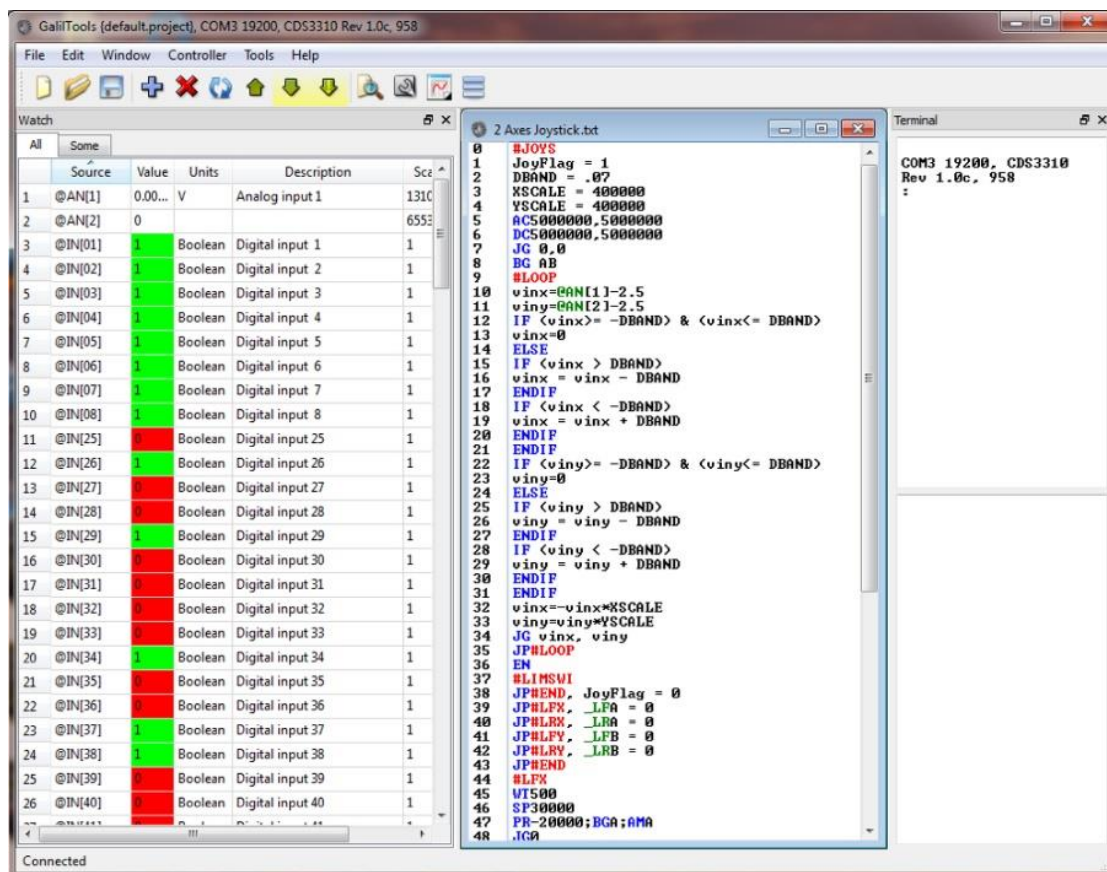 GalilTools {default.project}, COM3 19200, CDS3310 Rev 1.0c, 958
File Edit Window Controller Tools Help
Watch
All Some
Source Value Units Description
1 @AN[1] 0.00... V Analog input 1 1310
2 @AN[2] 0 6553
3 @IN[01] 1 Boolean Digital input 1 1
4 @IN[02] 1 Boolean Digital input 2 1
5 @IN[03] 1 Boolean Digital input 3 1
6 @IN[04] 1 Boolean Digital input 4 1
7 @IN[05] 1 Boolean Digital input 5 1
8 @IN[06] 1 Boolean Digital input 6 1
9 @IN[07] 1 Boolean Digital input 7 1
10 @IN[08] 1 Boolean Digital input 8 1
11 @IN[25] 0 Boolean Digital input 25 1
12 @IN[26] 1 Boolean Digital input 26 1
13 @IN[27] 0 Boolean Digital input 27 1
14 @IN[28] 0 Boolean Digital input 28 1
15 @IN[29] 1 Boolean Digital input 29 1
16 @IN[30] 0 Boolean Digital input 30 1
17 @IN[31] 0 Boolean Digital input 31 1
18 @IN[32] 0 Boolean Digital input 32 1
19 @IN[33] 0 Boolean Digital input 33 1
20 @IN[34] 1 Boolean Digital input 34 1
21 @IN[35] 0 Boolean Digital input 35 1
22 @IN[36] 0 Boolean Digital input 36 1
23 @IN[37] 1 Boolean Digital input 37 1
24 @IN[38] 1 Boolean Digital input 38 1
25 @IN[39] 0 Boolean Digital input 39 1
26 @IN[40] 0 Boolean Digital input 40 1
2 Axes Joystick.txt
0 #JOYS
1 JoyFlag = 1
2 DBAND = .07
3 XSCALE = 400000
4 YSCALE = 400000
5 AC5000000,5000000
6 DC5000000,5000000
7 JG 0,0
8 BG AB
9 #LOOP
10 vinx=@AN[1]-2.5
11 viny=@AN[2]-2.5
12 IF (vinx>= -DBAND) & (vinx<= DBAND)
13 vinx=0
14 ELSE
15 IF (vinx > DBAND)
16 vinx = vinx - DBAND
17 ENDIF
18 IF (vinx < -DBAND)
19 vinx = vinx + DBAND
20 ENDIF
21 ENDIF
22 IF (viny>= -DBAND) & (viny<= DBAND)
23 viny=0
24 ELSE
25 IF (viny > DBAND)
26 viny = viny - DBAND
27 ENDIF
28 IF (viny < -DBAND)
29 viny = viny + DBAND
30 ENDIF
31 ENDIF
32 vinx=-vinx*XSCALE
33 viny=viny*YSCALE
34 JG vinx, viny
35 JP#LOOP
36 EN
37 #LIMSWI
38 JP#END, JoyFlag = 0
39 JP#LFX, _LFA = 0
40 JP#LRX, _LRA = 0
41 JP#LFY, _LFB = 0
42 JP#LRY, _LRB = 0
43 JP#END
44 #LFX
45 WT500
46 SP30000
47 PR-20000;BGA;AMA
48 JG0
Terminal
COM3 19200, CDS3310
Rev 1.0c, 958
:
Connected